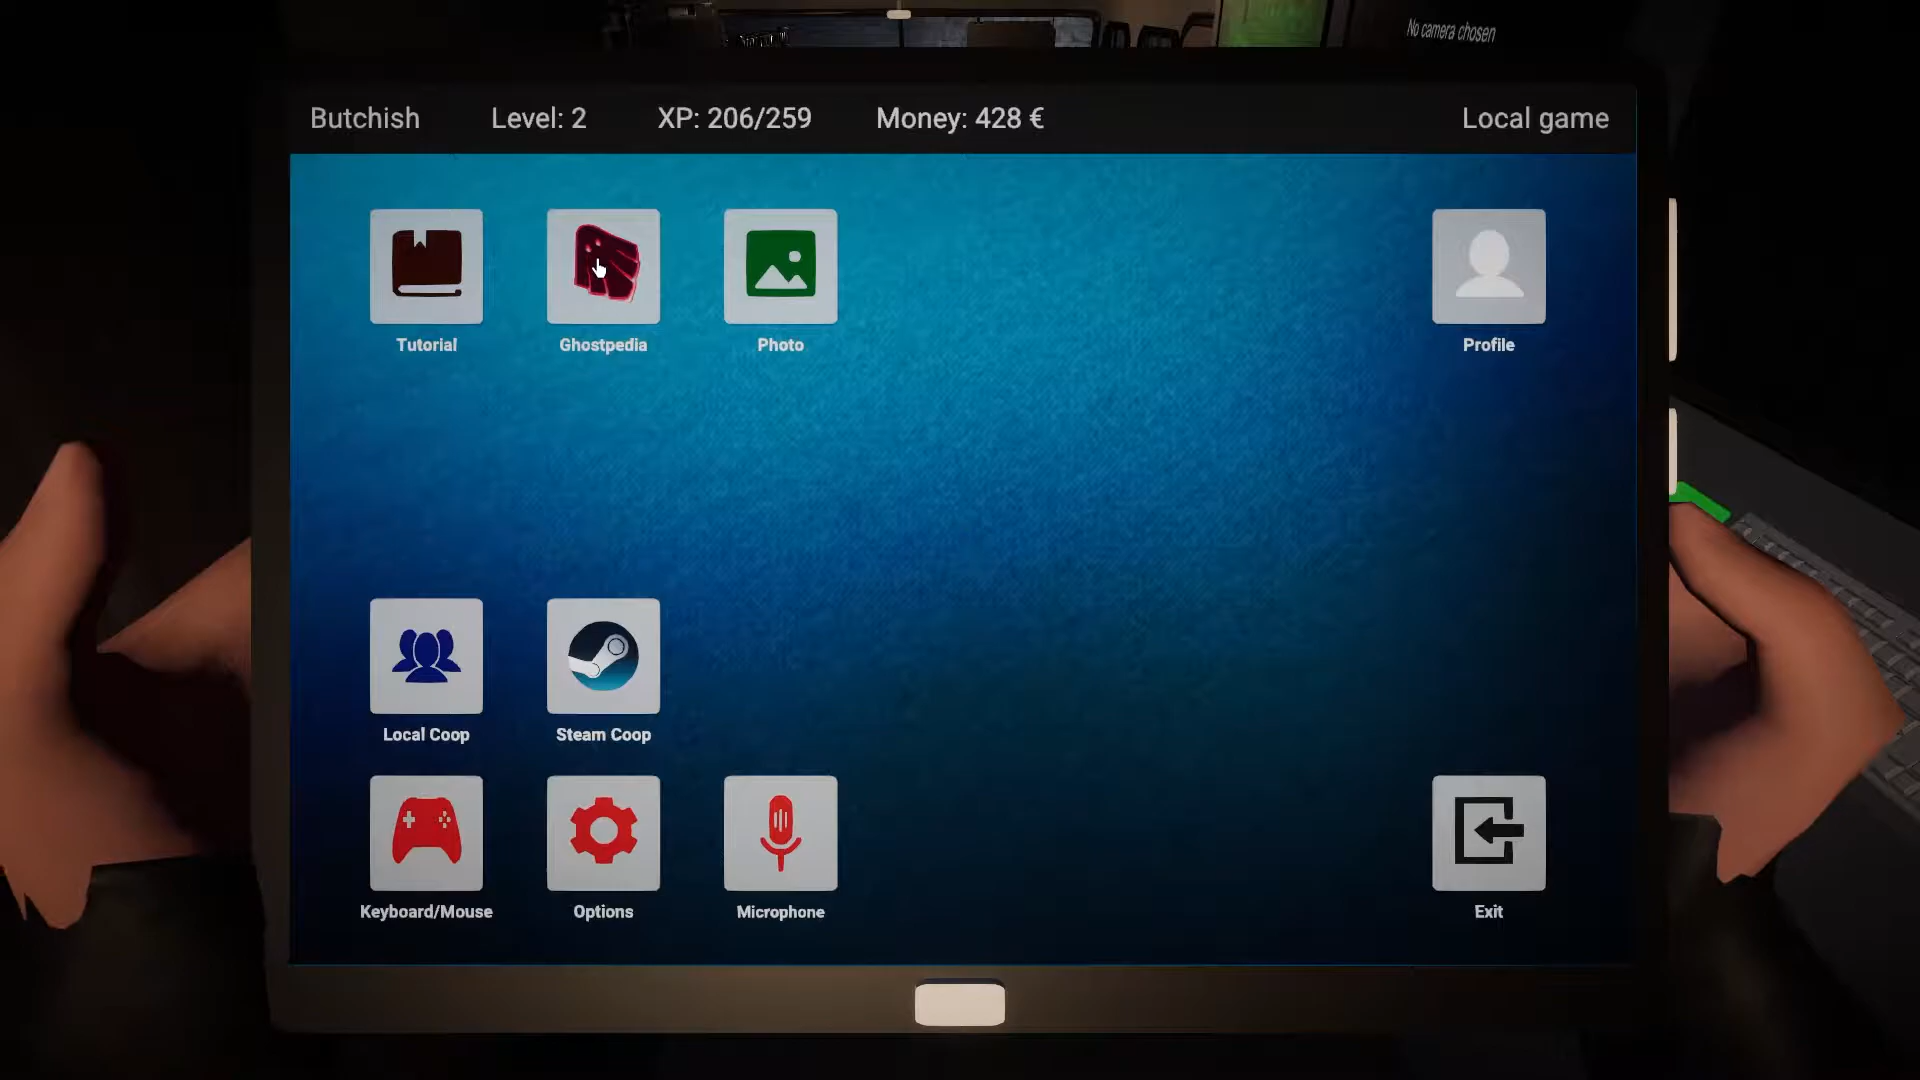 No camera chosen
Butchish Level: 2 XP: 206/259 Money: 428 € Local game
Tutorial Ghostpedia Photo Profile
Local Coop Steam Coop
Keyboard/Mouse Options Microphone Exit